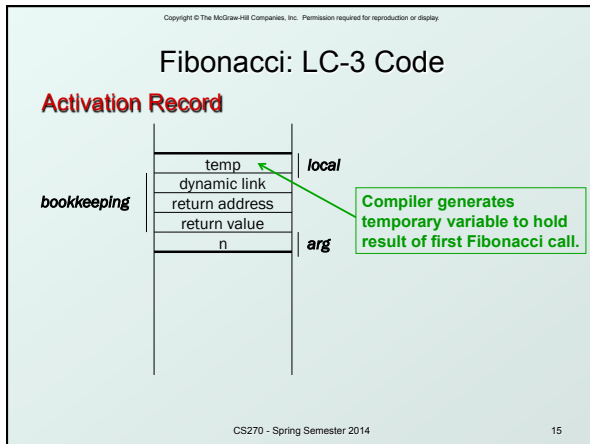 Copyright © The McGraw-Hill Companies, Inc. Permission required for reproduction or display.
Fibonacci: LC-3 Code
Activation Record
temp
local
dynamic link
bookkeeping
return address
return value
n
arg
Compiler generates
temporary variable to hold
result of first Fibonacci call.
CS270 - Spring Semester 2014
15